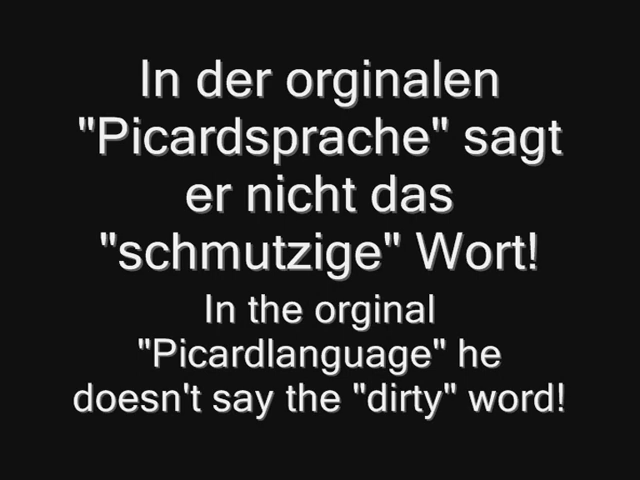 In der orginalen
"Picardsprache" sagt
er nicht das
"schmutzige" Wort!
In the orginal
"Picardlanguage" he
doesn't say the "dirty" word!